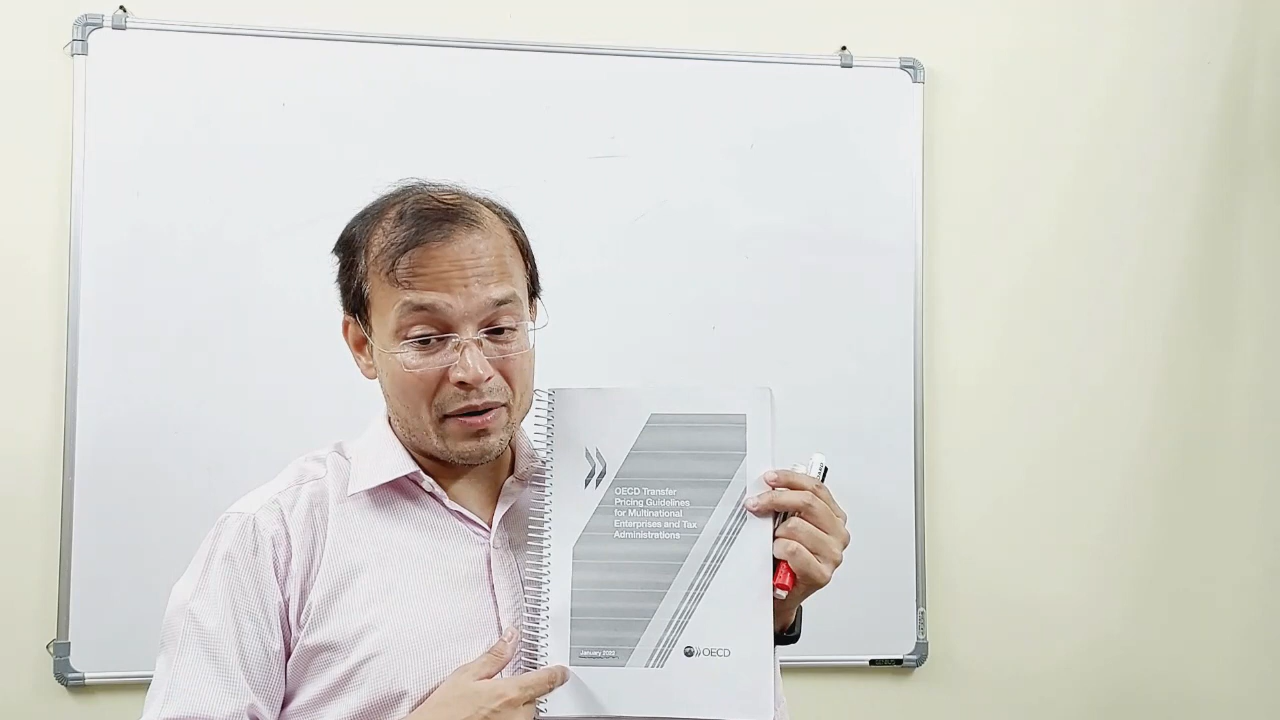 OECD Transfer
Pricing Guidelines
for Multinational
Enterprises and Tax
Administrations
January 2022
OECD